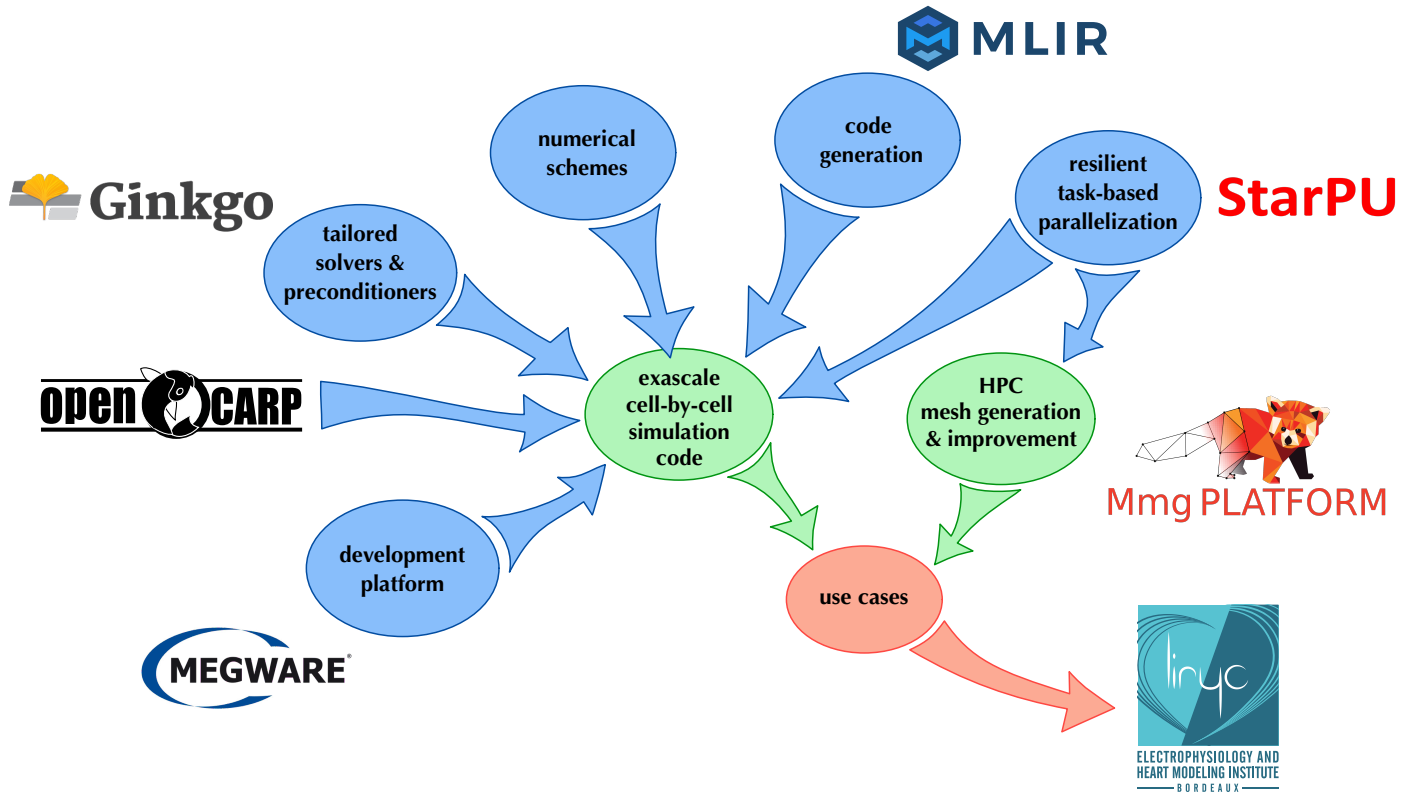 MLIR
numerical
schemes
code
generation
resilient
task-based
parallelization
StarPU
Ginkgo
tailored
solvers &
preconditioners
openCARP
exascale
cell-by-cell
simulation
code
HPC
mesh generation
& improvement
Mmg PLATFORM
development
platform
use cases
MEGWARE®
liryc
ELECTROPHYSIOLOGY AND
HEART MODELING INSTITUTE
BORDEAUX